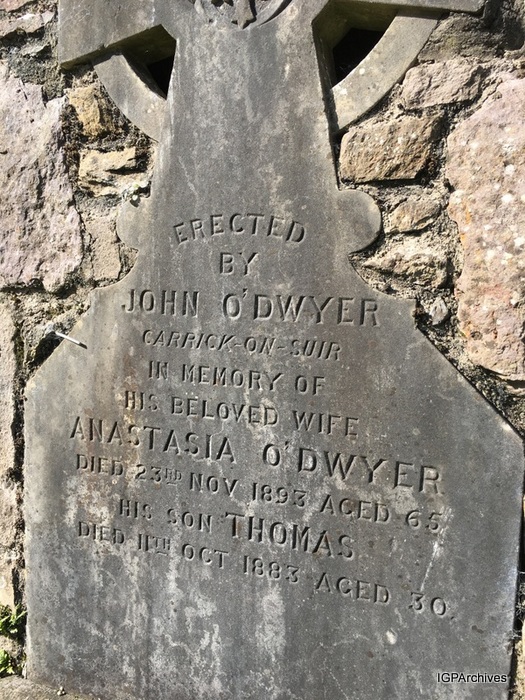 ERECTED
BY
JOHN O'DWYER
CARRICK-ON-SUIR
IN MEMORY OF
HIS BELOVED WIFE
ANASTASIA O'DWYER
DIED 23RD NOV 1893 AGED 65
HIS SON THOMAS
DIED 11TH OCT 1883 AGED 30.
IGPArchives